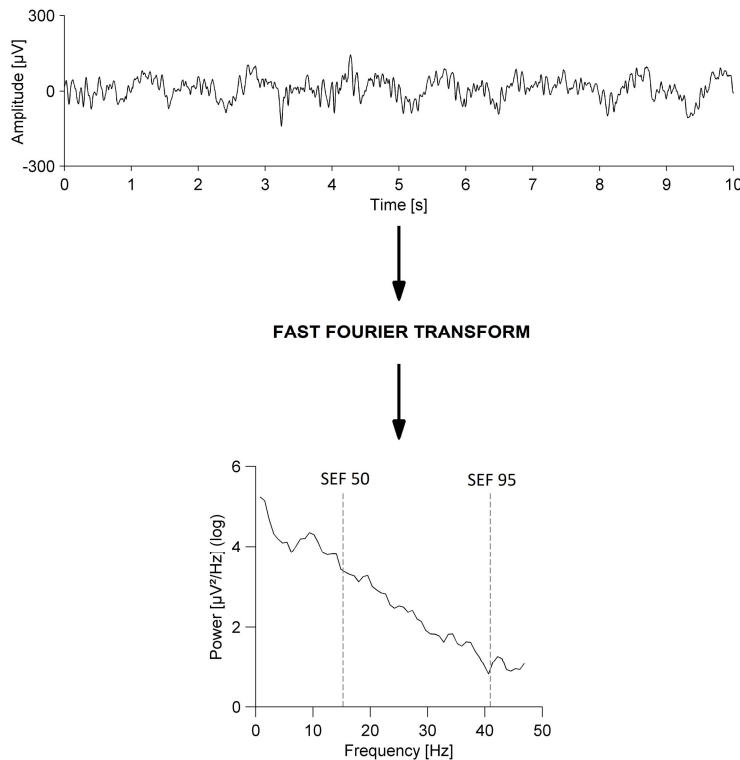 300
Amplitude [µV]
0
-300
0 1 2 3 4 5 6 7 8 9 10
Time [s]
FAST FOURIER TRANSFORM
6
SEF 50 SEF 95
4
Power [µV²/Hz] (log)
2
0
0 10 20 30 40 50
Frequency [Hz]